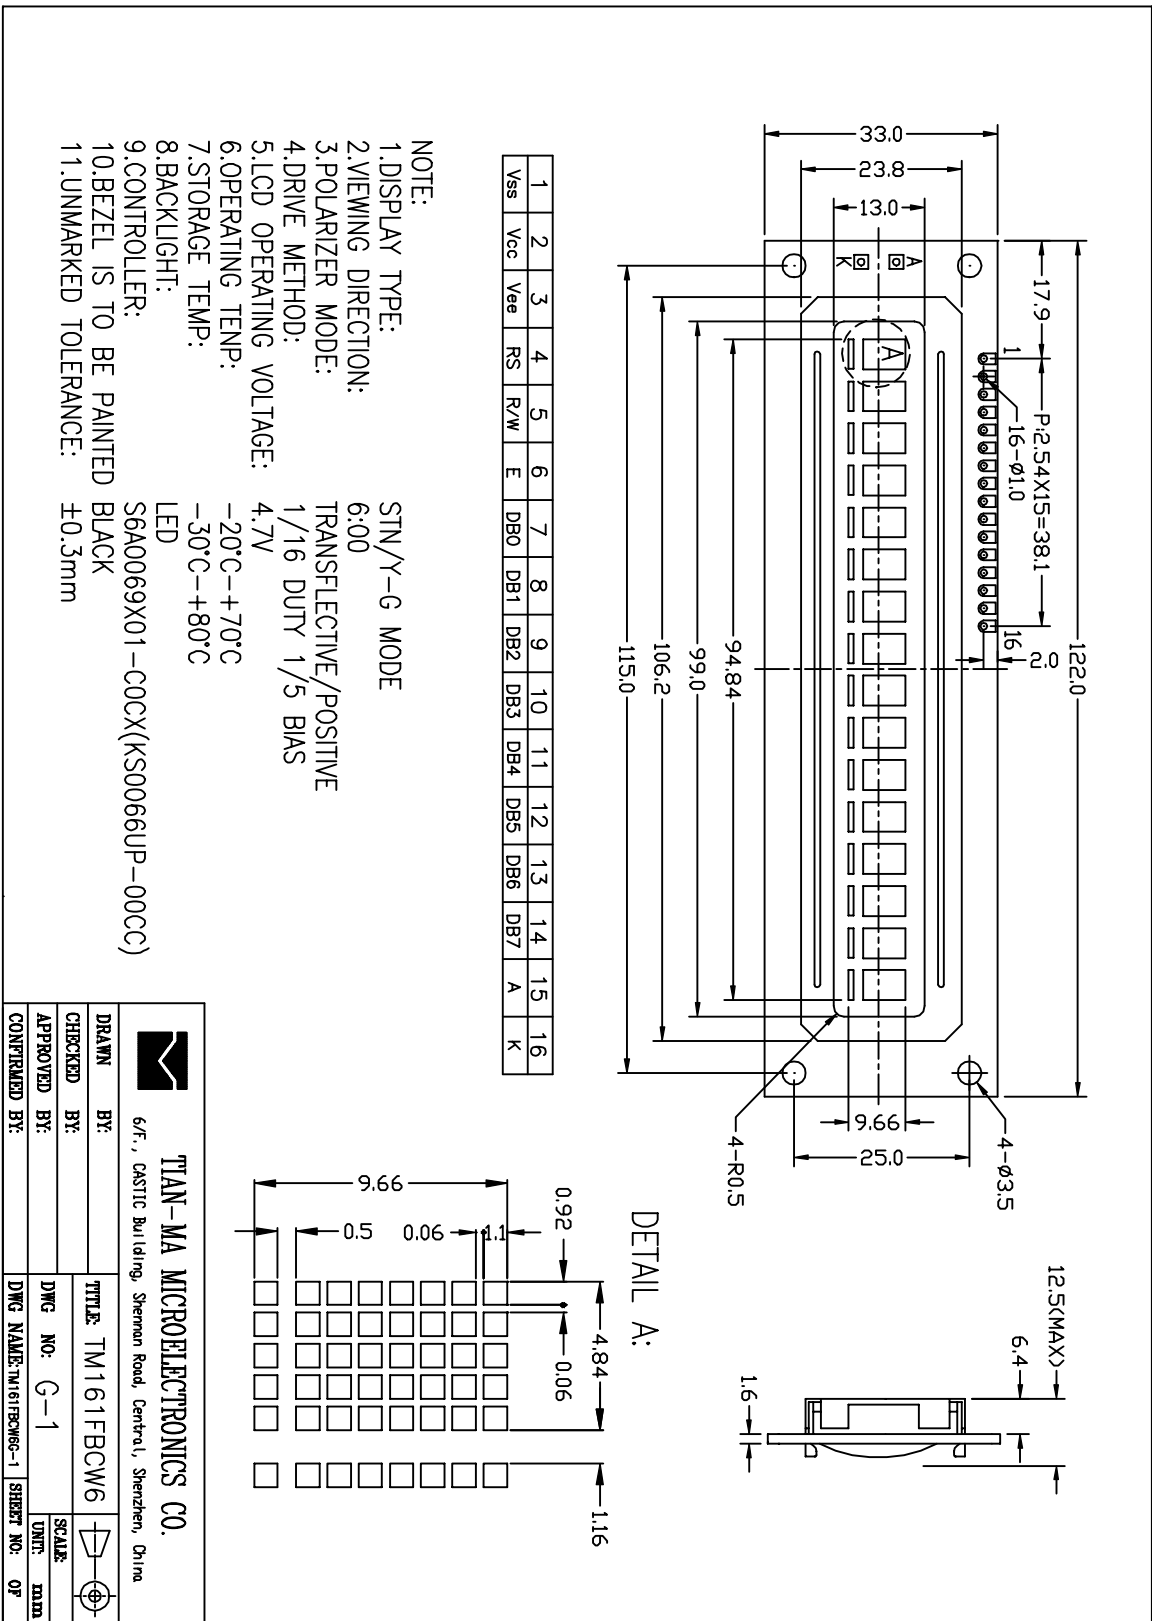 122.0
17.9
P:2.54X15=38.1
16-Ø1.0
1
16
2.0
33.0
23.8
13.0
A
K
A
94.84
99.0
106.2
115.0
9.66
25.0
4-Ø3.5
4-R0.5
12.5(MAX)
6.4
1.6
1 2 3 4 5 6 7 8 9 10 11 12 13 14 15 16
Vss Vcc Vee RS R/W E DB0 DB1 DB2 DB3 DB4 DB5 DB6 DB7 A K
DETAIL A:
4.84
1.16
0.92
0.06
1.1
0.06
0.5
9.66
NOTE:
1.DISPLAY TYPE: STN/Y-G MODE
2.VIEWING DIRECTION: 6:00
3.POLARIZER MODE: TRANSFLECTIVE/POSITIVE
4.DRIVE METHOD: 1/16 DUTY 1/5 BIAS
5.LCD OPERATING VOLTAGE: 4.7V
6.OPERATING TENP: -20°C-+70°C
7.STORAGE TEMP: -30°C-+80°C
8.BACKLIGHT: LED
9.CONTROLLER: S6A0069X01-C0CX(KS0066UP-00CC)
10.BEZEL IS TO BE PAINTED BLACK
11.UNMARKED TOLERANCE: ±0.3mm
TIAN-MA MICROELECTRONICS CO.
6/F., CASTIC Building, Shennan Road, Central, Shenzhen, China
DRAWN BY:
CHECKED BY:
APPROVED BY:
CONFIRMED BY:
TITLE: TM161FBCW6
DWG NO: G-1
SCALE:
UNIT: mm
DWG NAME:TM161FBCW6G-1
SHEET NO: OF